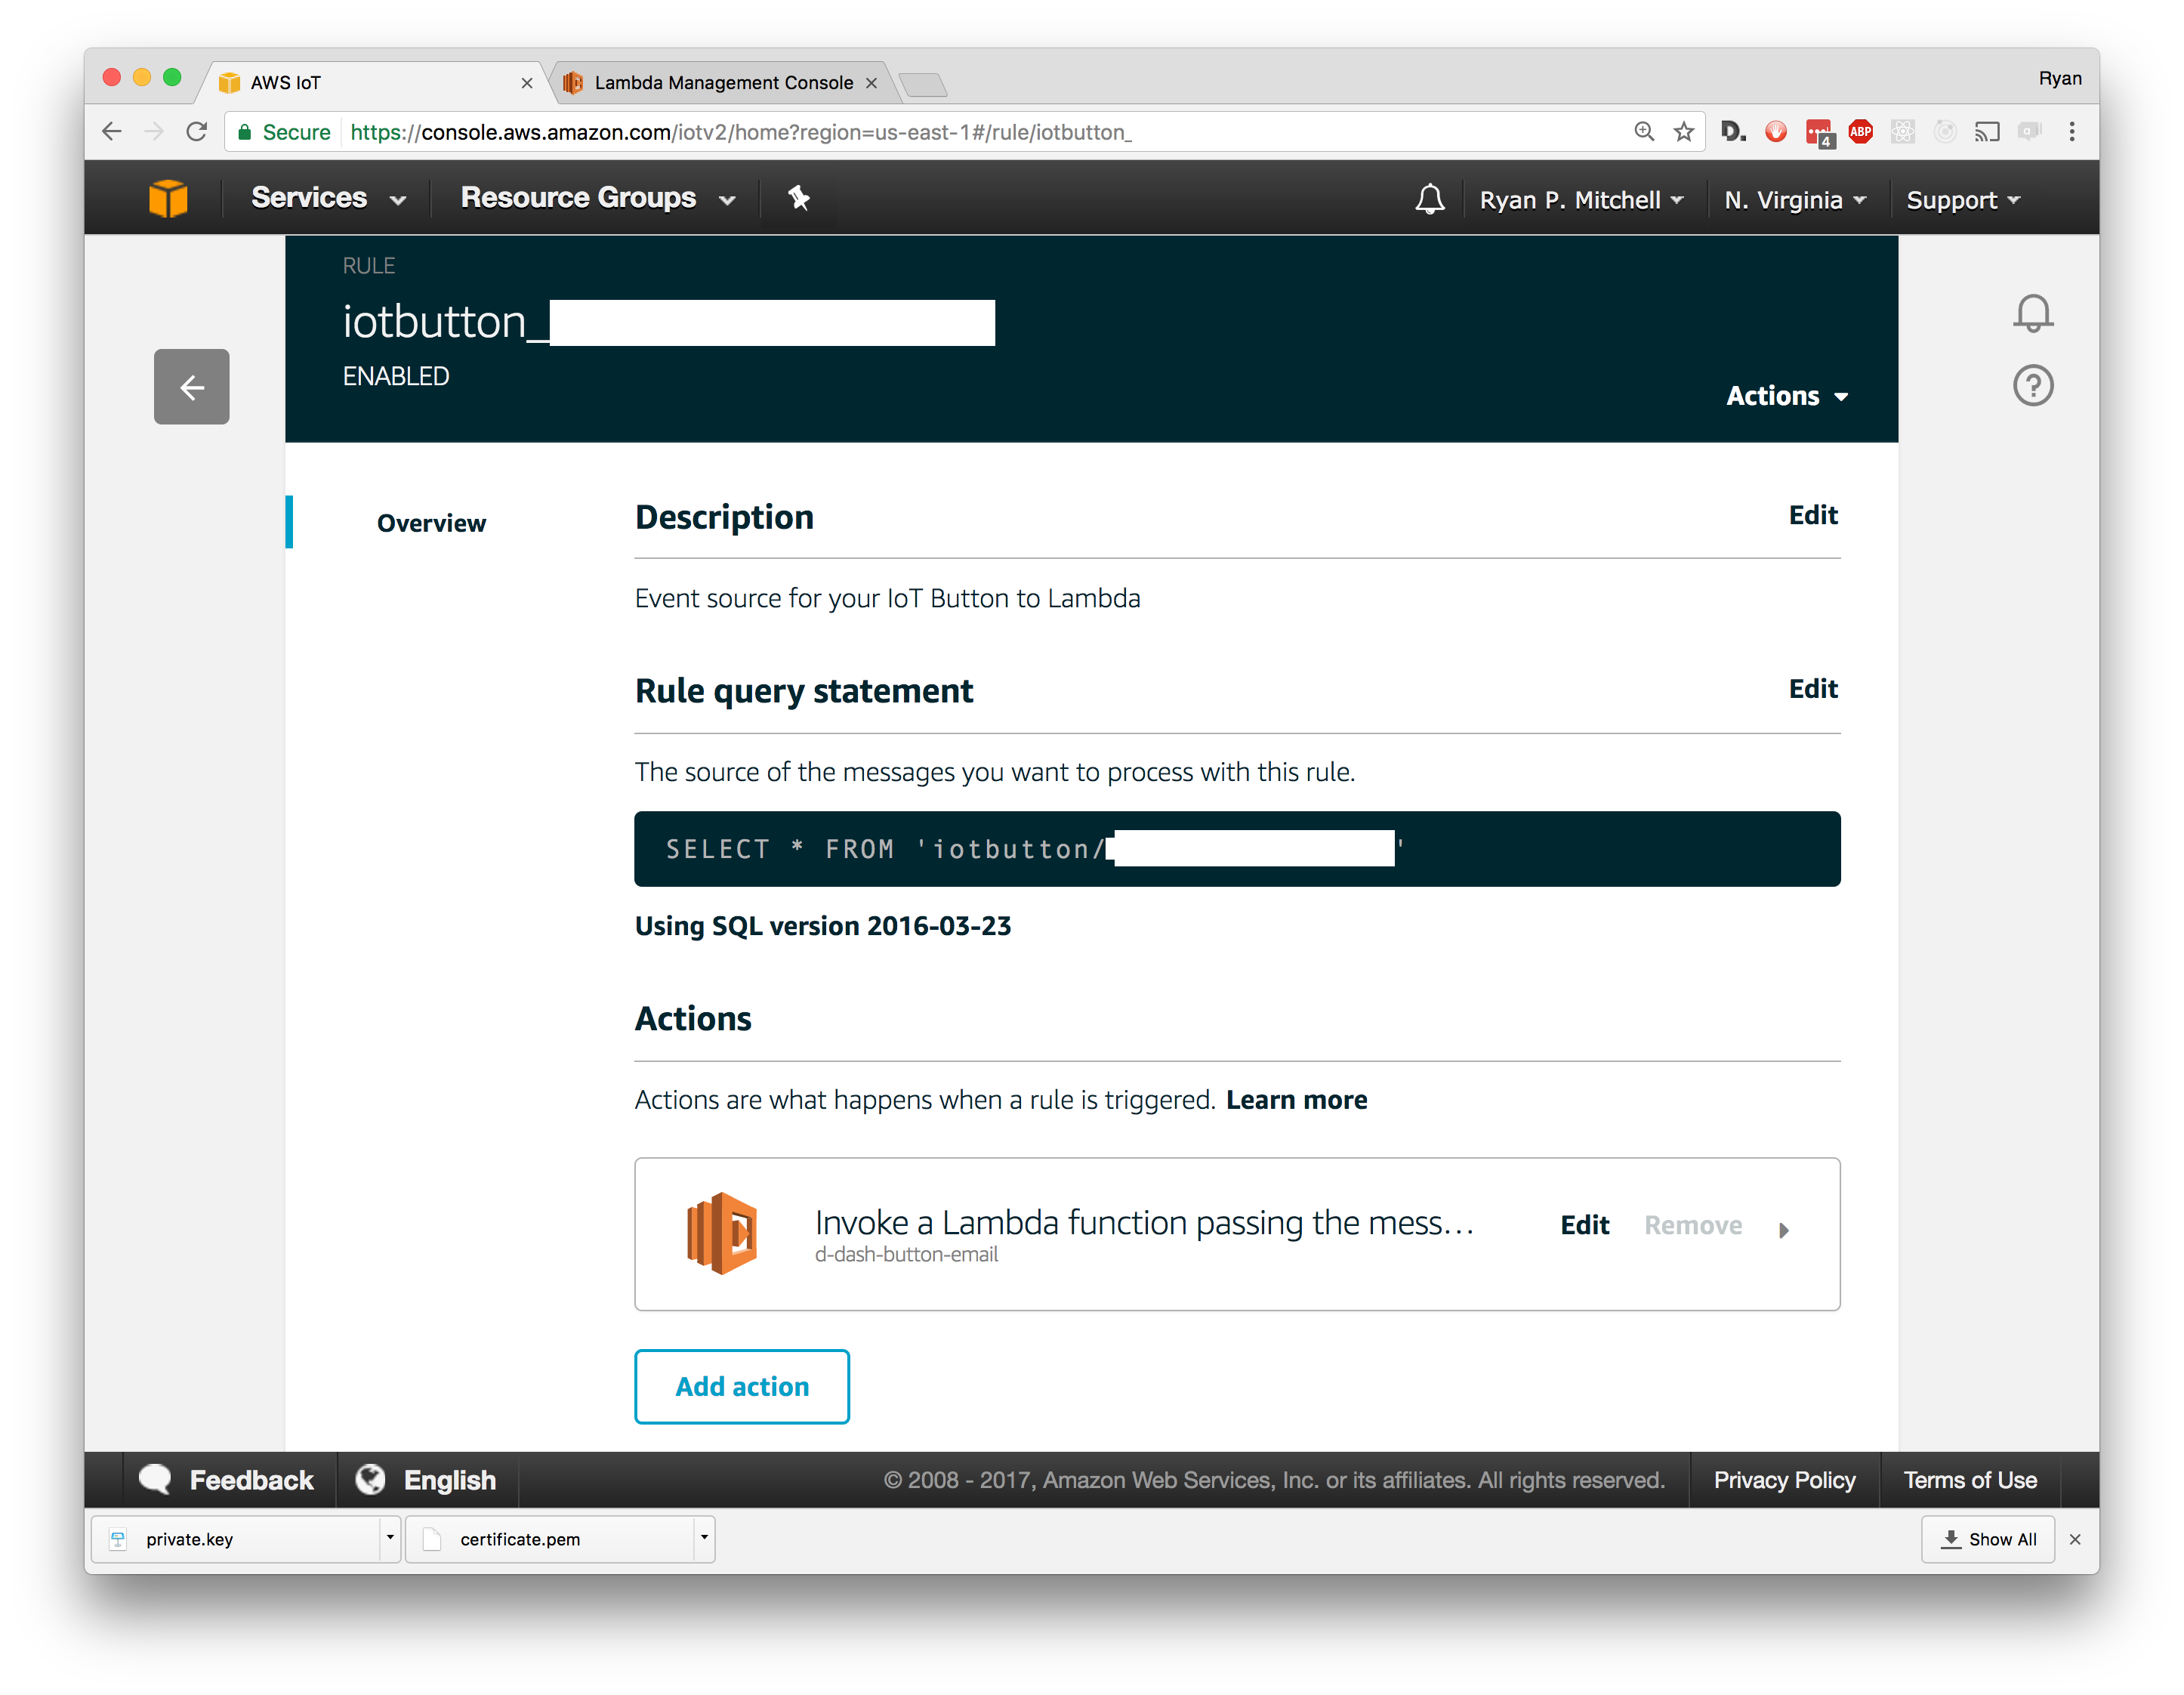 AWS IoT
Lambda Management Console
Ryan
Secure https://console.aws.amazon.com/iotv2/home?region=us-east-1#/rule/iotbutton_
D.
4
ABP
Services
Resource Groups
Ryan P. Mitchell
N. Virginia
Support
RULE
iotbutton_
ENABLED
Actions
Overview
Description
Edit
Event source for your IoT Button to Lambda
Rule query statement
Edit
The source of the messages you want to process with this rule.
SELECT * FROM 'iotbutton/ '
Using SQL version 2016-03-23
Actions
Actions are what happens when a rule is triggered. Learn more
Invoke a Lambda function passing the mess...
Edit
Remove
d-dash-button-email
Add action
Feedback
English
© 2008 - 2017, Amazon Web Services, Inc. or its affiliates. All rights reserved.
Privacy Policy
Terms of Use
private.key
certificate.pem
Show All